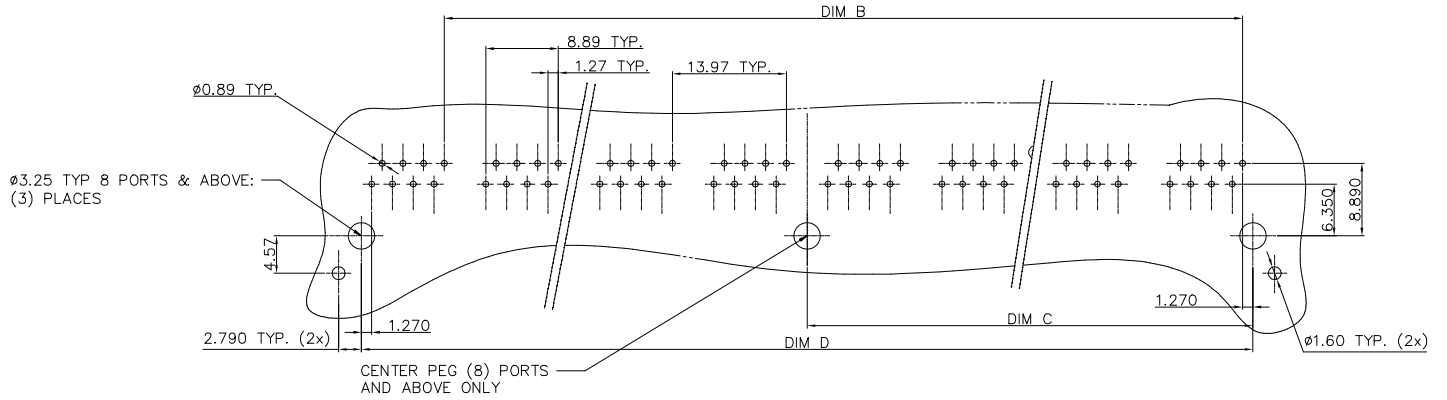 DIM B
8.89 TYP.
1.27 TYP.
13.97 TYP.
ø0.89 TYP.
ø3.25 TYP 8 PORTS & ABOVE:
(3) PLACES
6.350
8.890
4.57
1.270
1.270
2.790 TYP. (2x)
DIM C
DIM D
ø1.60 TYP. (2x)
CENTER PEG (8) PORTS
AND ABOVE ONLY